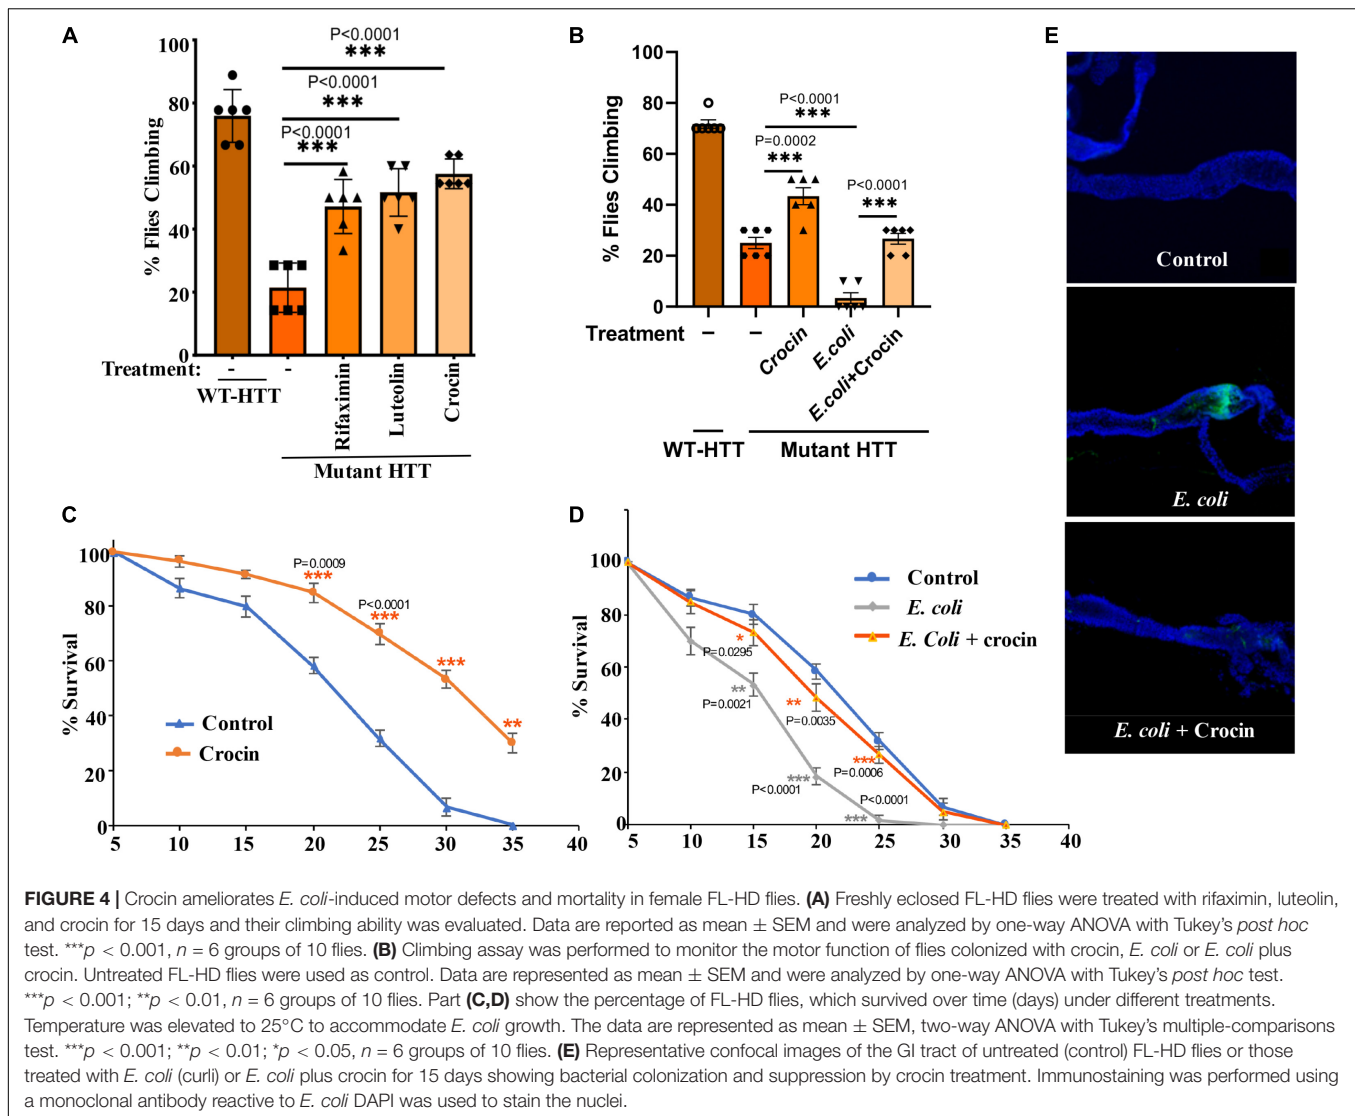 A
P<0.0001
***
P<0.0001
***
P<0.0001
***
% Flies Climbing
100
80
60
40
20
0
Treatment:
- -
WT-HTT
Rifaximin
Luteolin
Crocin
Mutant HTT
B
P<0.0001
***
P=0.0002
***
P<0.0001
***
% Flies Climbing
100
80
60
40
20
0
Treatment
– –
Crocin
E.coli
E.coli+Crocin
WT-HTT Mutant HTT
E
Control
E. coli
E. coli + Crocin
C
% Survival
100
80
60
40
20
0
P=0.0009
***
P<0.0001
***
***
**
Control
Crocin
5 10 15 20 25 30 35 40
D
% Survival
100
80
60
40
20
0
Control
E. coli
E. Coli + crocin
*
P=0.0295
**
P=0.0021
**
P=0.0035
***
P=0.0006
***
P<0.0001
P<0.0001
***
5 10 15 20 25 30 35 40
FIGURE 4 | Crocin ameliorates E. coli-induced motor defects and mortality in female FL-HD flies. (A) Freshly eclosed FL-HD flies were treated with rifaximin, luteolin,
and crocin for 15 days and their climbing ability was evaluated. Data are reported as mean ± SEM and were analyzed by one-way ANOVA with Tukey's post hoc
test. ***p < 0.001, n = 6 groups of 10 flies. (B) Climbing assay was performed to monitor the motor function of flies colonized with crocin, E. coli or E. coli plus
crocin. Untreated FL-HD flies were used as control. Data are represented as mean ± SEM and were analyzed by one-way ANOVA with Tukey's post hoc test.
***p < 0.001; **p < 0.01, n = 6 groups of 10 flies. Part (C,D) show the percentage of FL-HD flies, which survived over time (days) under different treatments.
Temperature was elevated to 25°C to accommodate E. coli growth. The data are represented as mean ± SEM, two-way ANOVA with Tukey's multiple-comparisons
test. ***p < 0.001; **p < 0.01; *p < 0.05, n = 6 groups of 10 flies. (E) Representative confocal images of the GI tract of untreated (control) FL-HD flies or those
treated with E. coli (curli) or E. coli plus crocin for 15 days showing bacterial colonization and suppression by crocin treatment. Immunostaining was performed using
a monoclonal antibody reactive to E. coli DAPI was used to stain the nuclei.